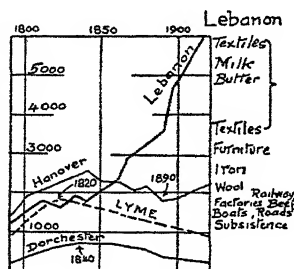 1800 1850 1900 Lebanon
5000
4000
3000
1000
Lebanon
Hanover
1820
1890
LYME
Dorchester
1840
Textiles
Milk
Butter
Textiles
Furniture
Iron
Wool Railway
Factories Beef
Boats, Roads
Subsistence